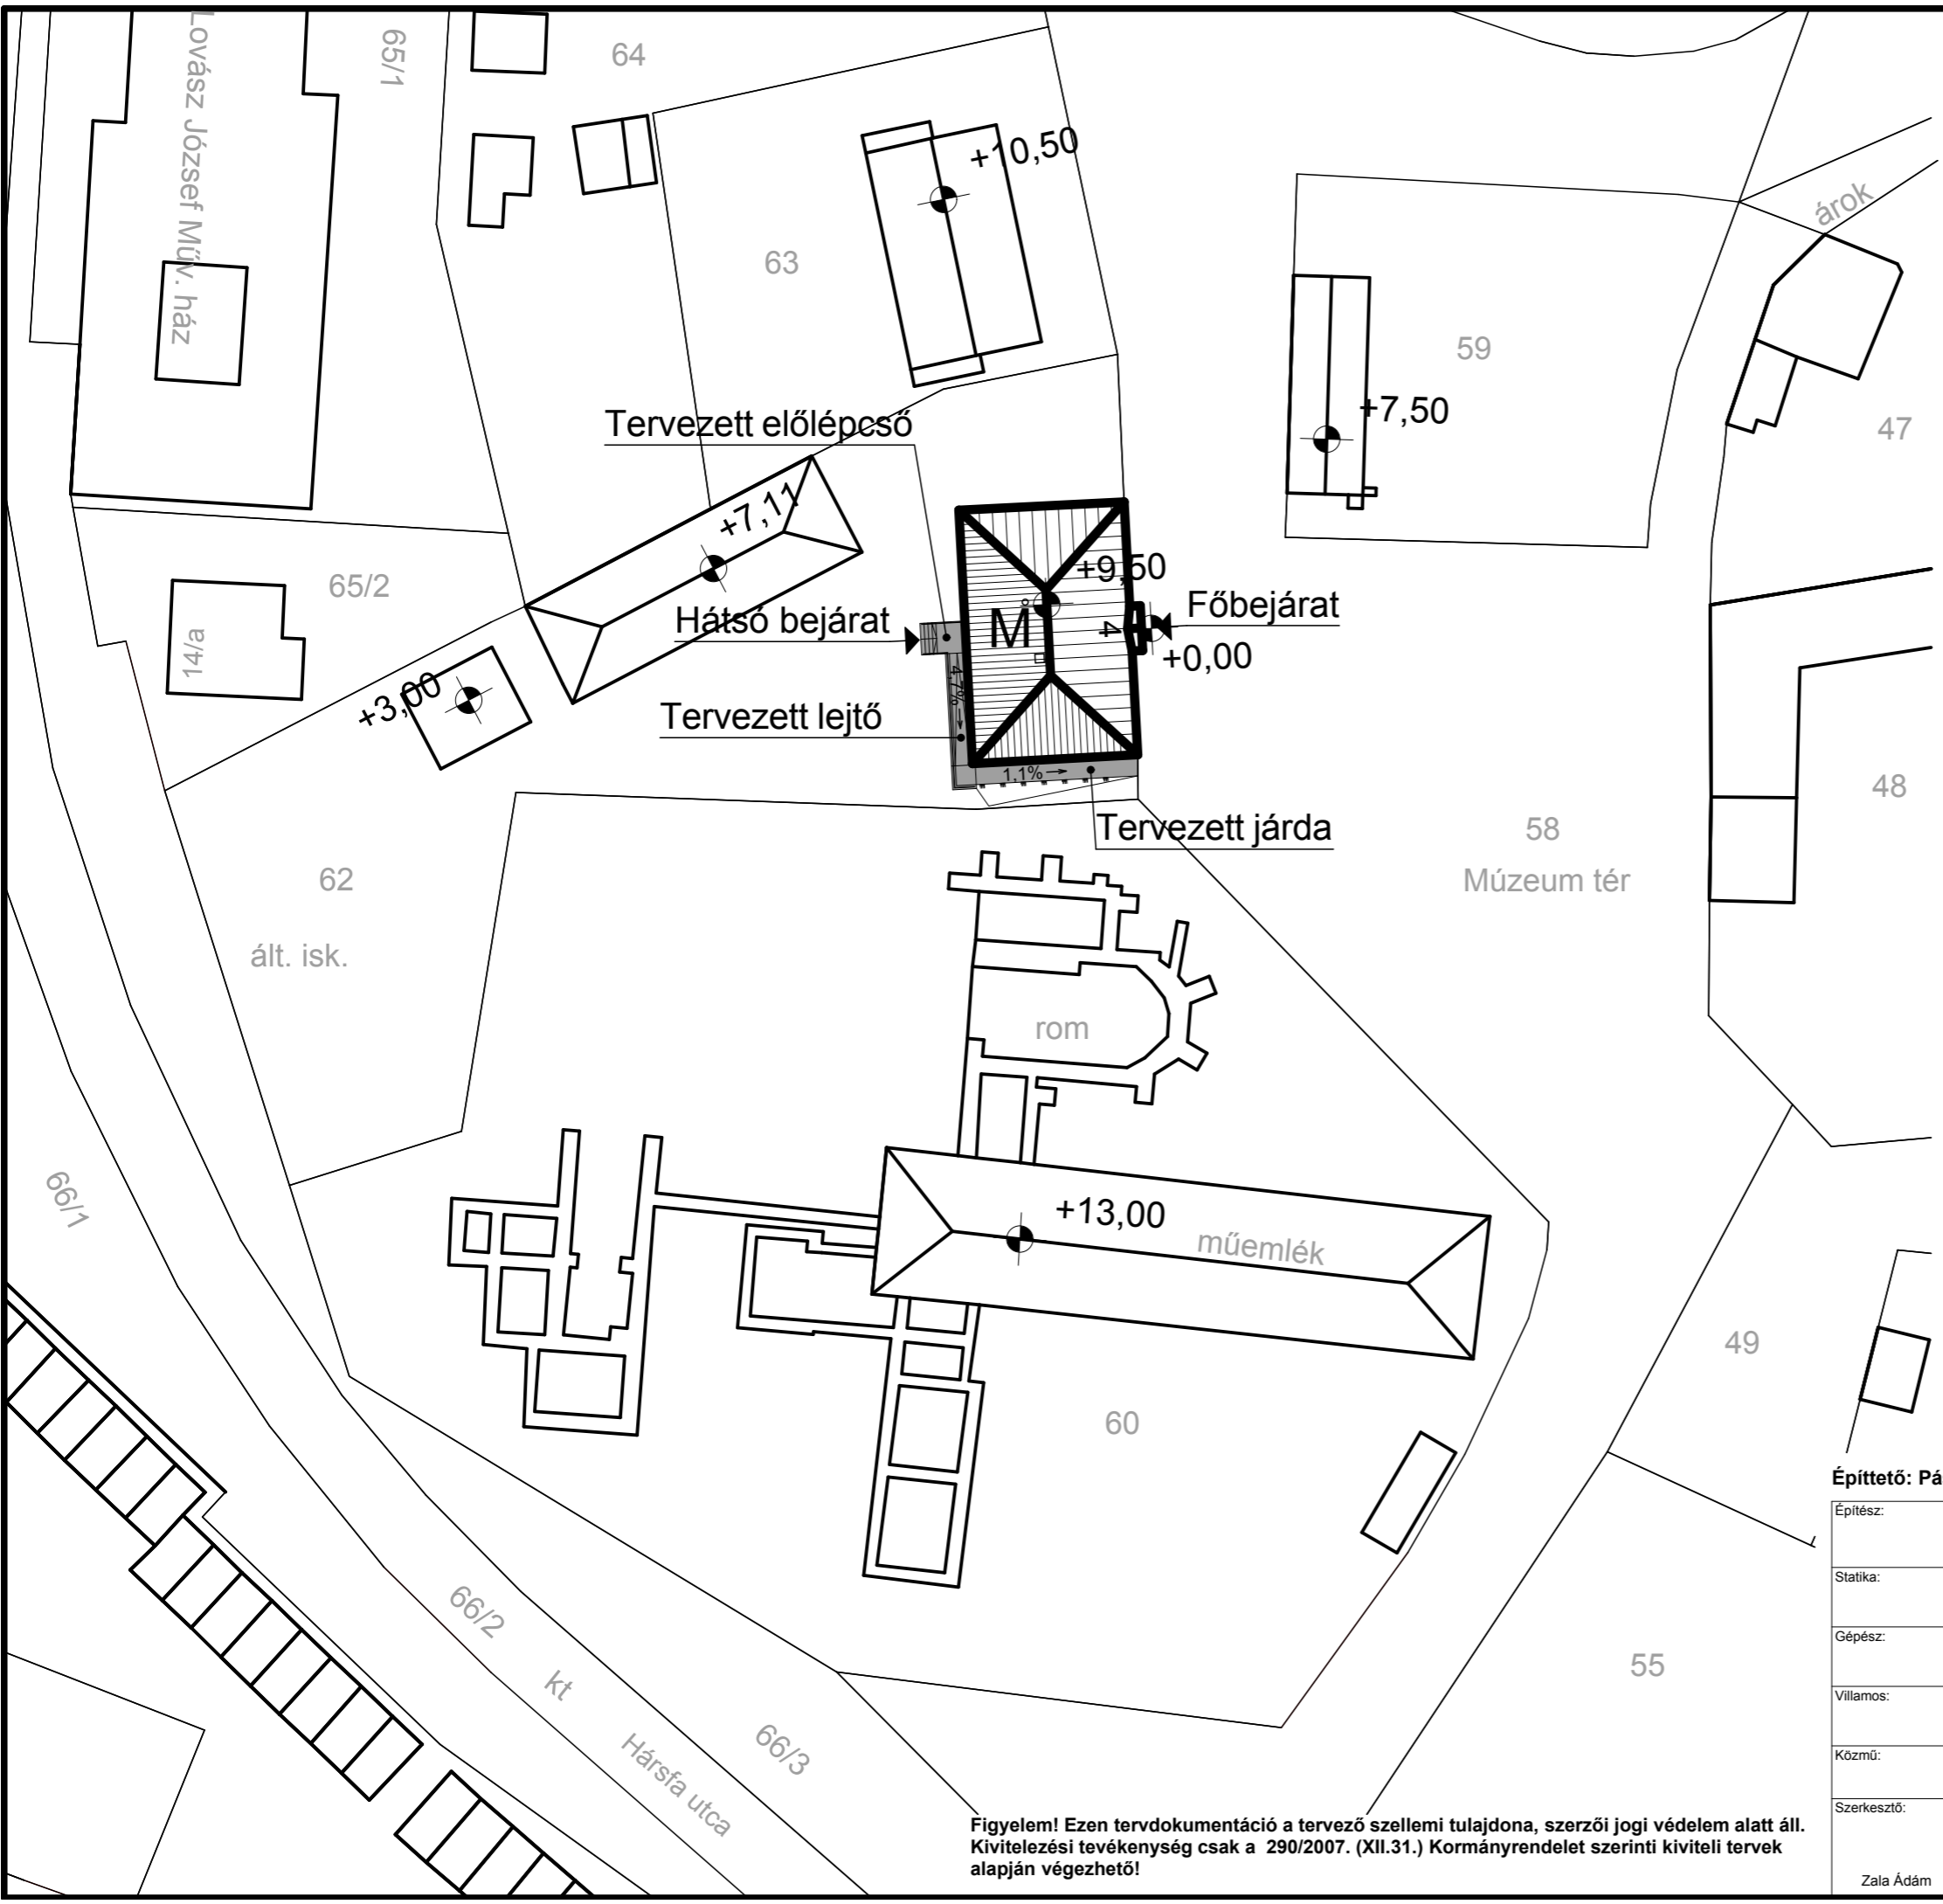 Lovász József Műv. ház
65/1
64
+10,50
63
árok
59
+7,50
47
Tervezett előlépcső
+7,11
65/2
14/a
+9,50
M
4
Főbejárat
+0,00
Hátsó bejárat
+3,00
4,7%
Tervezett lejtő
1.1%
Tervezett járda
48
58
Múzeum tér
62
ált. isk.
rom
66/1
+13,00
műemlék
49
60
55
66/2
kt
Hársfa utca
66/3
Figyelem! Ezen tervdokumentáció a tervező szellemi tulajdona, szerzői jogi védelem alatt áll.
Kivitelezési tevékenység csak a 290/2007. (XII.31.) Kormányrendelet szerinti kiviteli tervek
alapján végezhető!
Építtető: Pá
Építész:
Statika:
Gépész:
Villamos:
Közmű:
Szerkesztő:
Zala Ádám